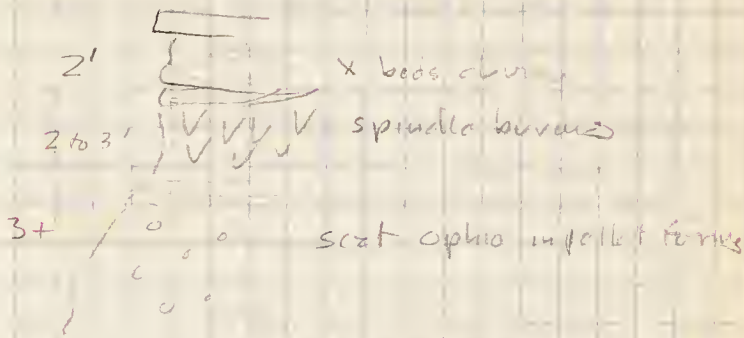 2' x beds
2 to 3' spindle burrows
3+ scat ophio in pellet forms